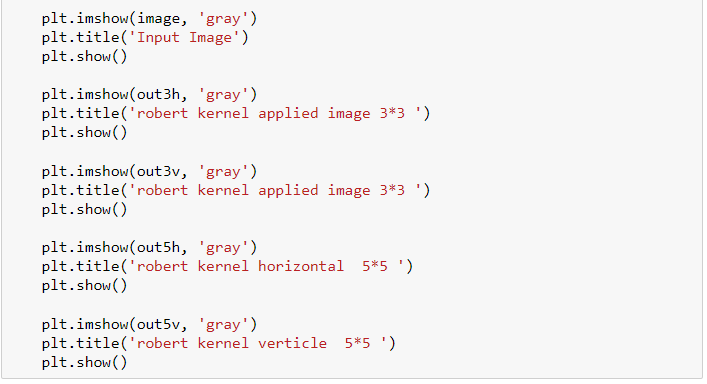 plt.imshow(image, 'gray')
plt.title('Input Image')
plt.show()
plt.imshow(out3h, 'gray')
plt.title('robert kernel applied image 3*3 ')
plt.show()
plt.imshow(out3v, 'gray')
plt.title('robert kernel applied image 3*3 ')
plt.show()
plt.imshow(out5h, 'gray')
plt.title('robert kernel horizontal  5*5 ')
plt.show()
plt.imshow(out5v, 'gray')
plt.title('robert kernel verticle  5*5 ')
plt.show()